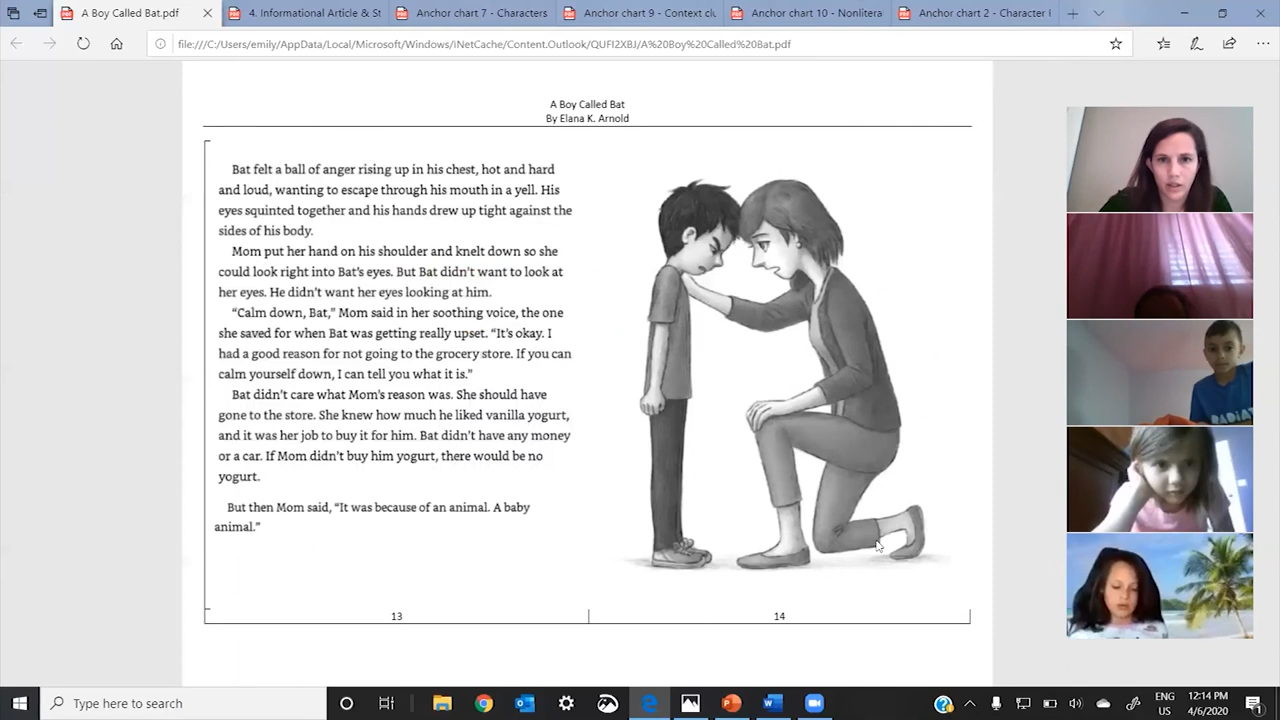 A Boy Called Bat.pdf
4. Informational Article & St
Anchor chart 7 - Characters
Anchor chart 9 - Context clu
Anchor chart 10 - Nonlitera
Anchor chart 2 - Character I
file:///C:/Users/emily/AppData/Local/Microsoft/Windows/iNetCache/Content.Outlook/QUFI2XBJ/A%20Boy%20Called%20Bat.pdf
A Boy Called Bat
By Elana K. Arnold
Bat felt a ball of anger rising up in his chest, hot and hard
and loud, wanting to escape through his mouth in a yell. His
eyes squinted together and his hands drew up tight against the
sides of his body.
Mom put her hand on his shoulder and knelt down so she
could look right into Bat's eyes. But Bat didn't want to look at
her eyes. He didn't want her eyes looking at him.
“Calm down, Bat,” Mom said in her soothing voice, the one
she saved for when Bat was getting really upset. “It's okay. I
had a good reason for not going to the grocery store. If you can
calm yourself down, I can tell you what it is.”
Bat didn't care what Mom's reason was. She should have
gone to the store. She knew how much he liked vanilla yogurt,
and it was her job to buy it for him. Bat didn't have any money
or a car. If Mom didn't buy him yogurt, there would be no
yogurt.
But then Mom said, “It was because of an animal. A baby
animal.”
13
14
RADIAT
Type here to search
ENG
US
12:14 PM
4/6/2020